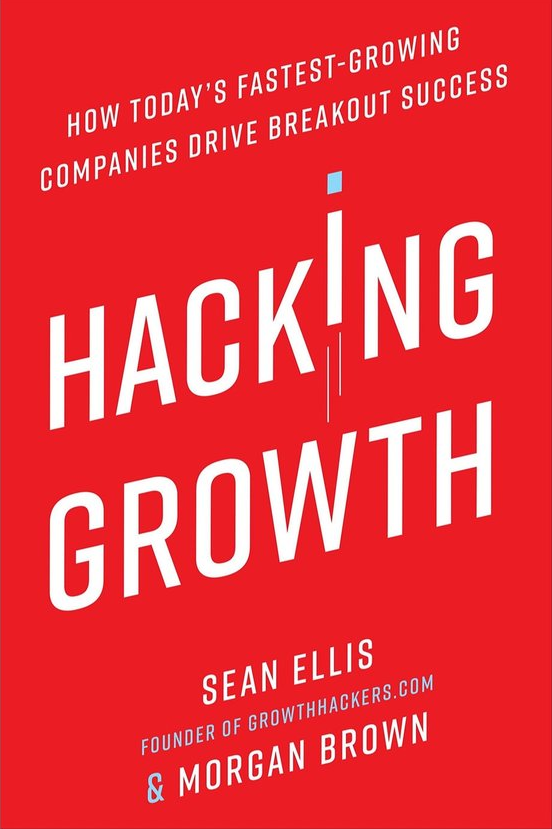 HOW TODAY'S FASTEST-GROWING
COMPANIES DRIVE BREAKOUT SUCCESS
HACKiNG
GROWTH
SEAN ELLIS
FOUNDER OF GROWTHHACKERS.COM
& MORGAN BROWN